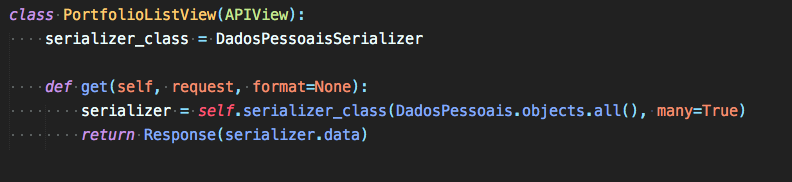 class PortfolioListView(APIView):
    serializer_class = DadosPessoaisSerializer
    def get(self, request, format=None):
        serializer = self.serializer_class(DadosPessoais.objects.all(), many=True)
        return Response(serializer.data)